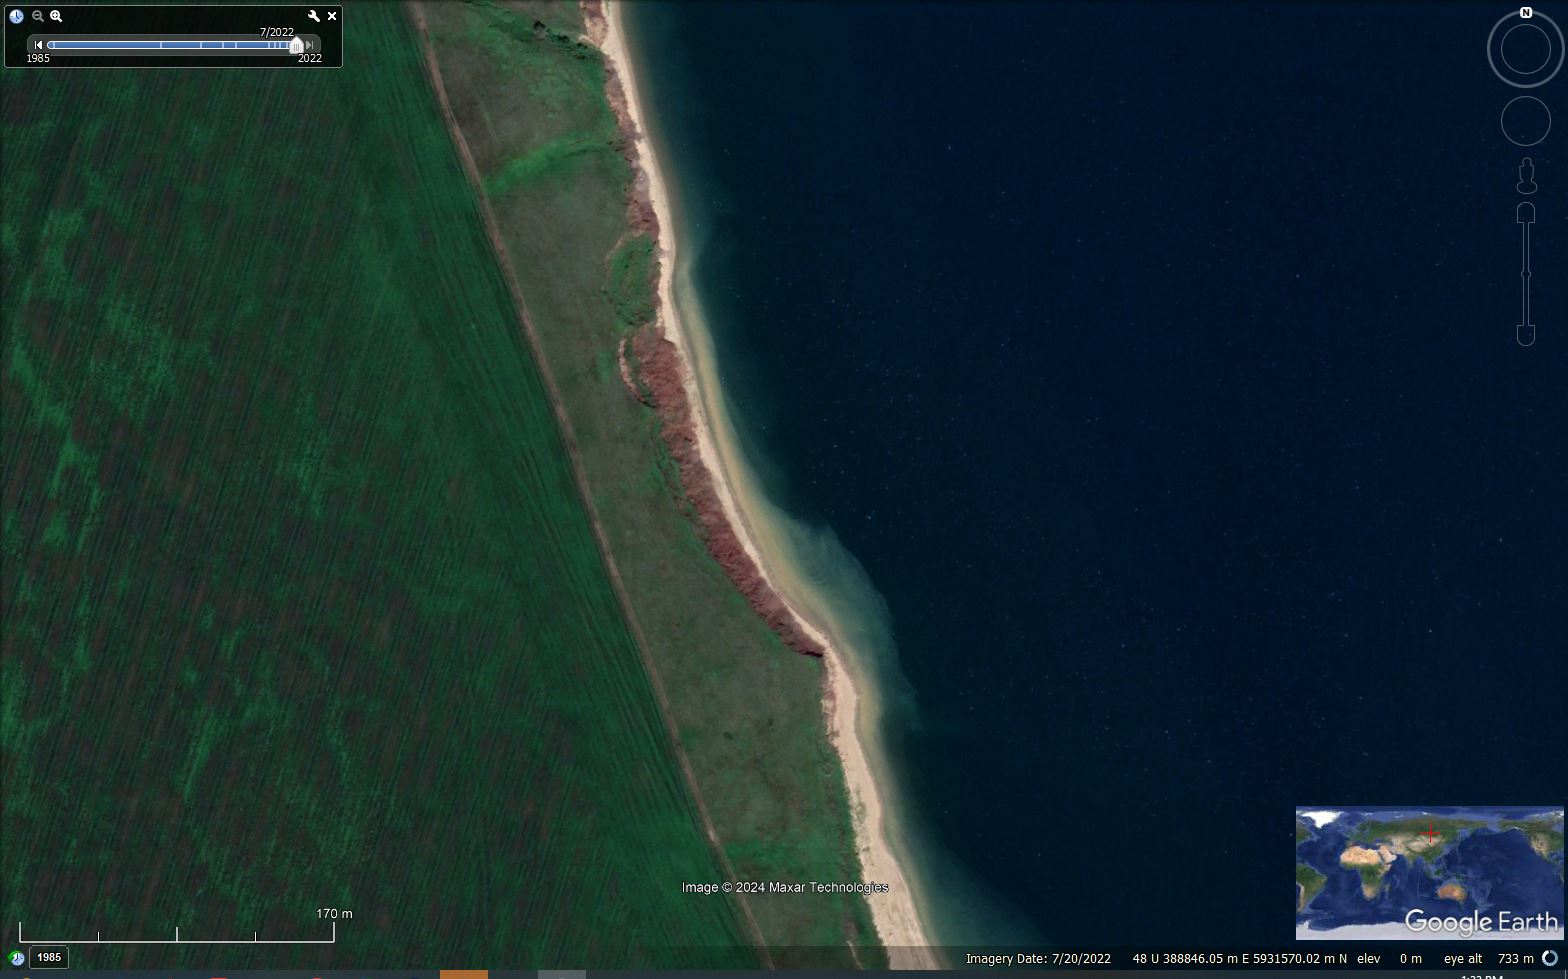 7/2022
1985
2022
N
Image © 2024 Maxar Technologies
170 m
Google Earth
1985
Imagery Date: 7/20/2022 48 U 388846.05 m E 5931570.02 m N elev 0 m eye alt 733 m